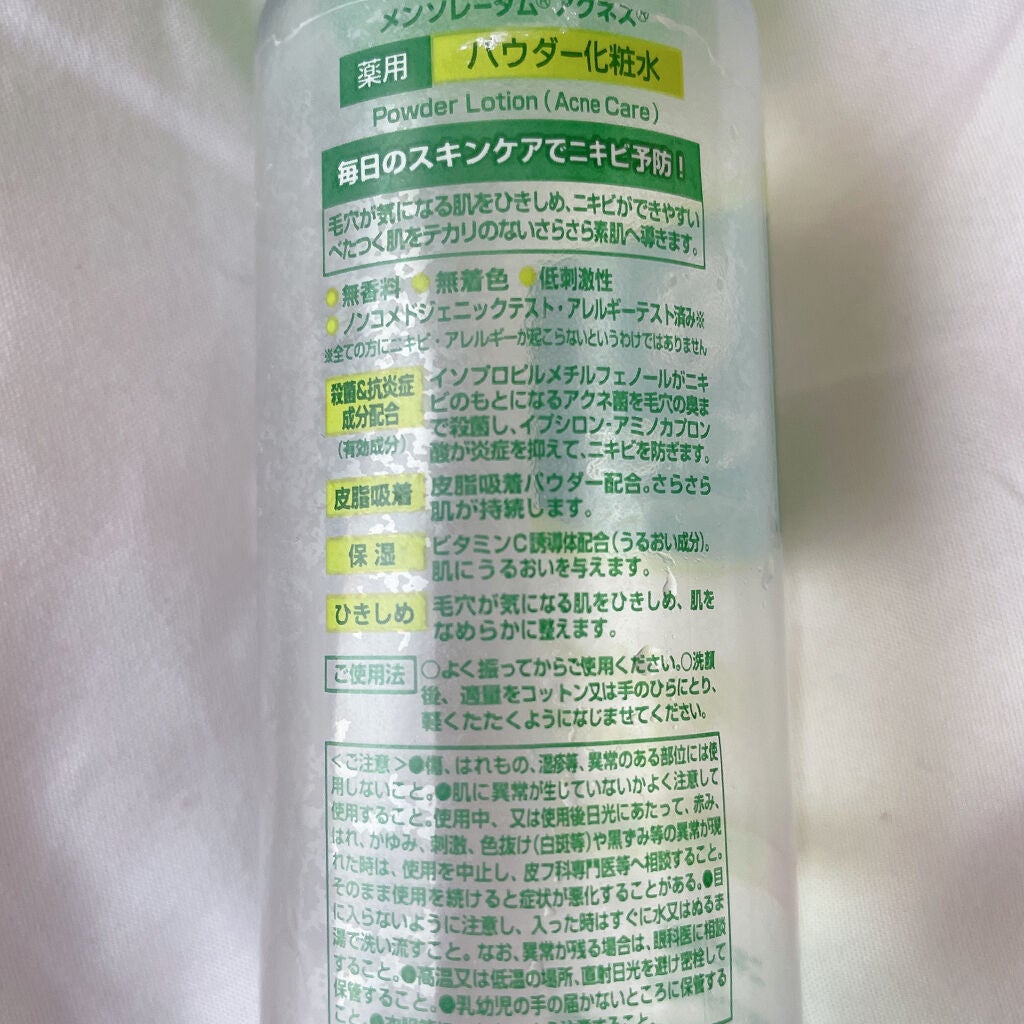 メンソレータム® アクネス®
薬用 パウダー化粧水
Powder Lotion (Acne Care)
毎日のスキンケアでニキビ予防！
毛穴が気になる肌をひきしめ、ニキビができやすい
べたつく肌をテカリのないさらさら素肌へ導きます。
●無香料 ●無着色 ●低刺激性
●ノンコメドジェニックテスト・アレルギーテスト済み※
※全ての方にニキビ・アレルギーが起こらないというわけではありません
殺菌&抗炎症
成分配合
(有効成分)
イソプロピルメチルフェノールがニキ
ビのもとになるアクネ菌を毛穴の奥ま
で殺菌し、イプシロン-アミノカプロン
酸が炎症を抑えて、ニキビを防ぎます。
皮脂吸着
皮脂吸着パウダー配合。さらさら
肌が持続します。
保湿
ビタミンC誘導体配合(うるおい成分)。
肌にうるおいを与えます。
ひきしめ
毛穴が気になる肌をひきしめ、肌を
なめらかに整えます。
ご使用法
○よく振ってからご使用ください。○洗顔
後、適量をコットン又は手のひらにとり、
軽くたたくようになじませてください。
＜ご注意＞●傷、はれもの、湿疹等、異常のある部位には使
用しないこと。●肌に異常が生じていないかよく注意して
使用すること。使用中、又は使用後日光にあたって、赤み、
はれ、かゆみ、刺激、色抜け(白斑等)や黒ずみ等の異常が現
れた時は、使用を中止し、皮フ科専門医等へ相談すること。
そのまま使用を続けると症状が悪化することがある。●目
に入らないように注意し、入った時はすぐに水又はぬるま
湯で洗い流すこと。なお、異常が残る場合は、眼科医に相談
すること。●高温又は低温の場所、直射日光を避け密栓して
保管すること。●乳幼児の手の届かないところに保管する
こと。●